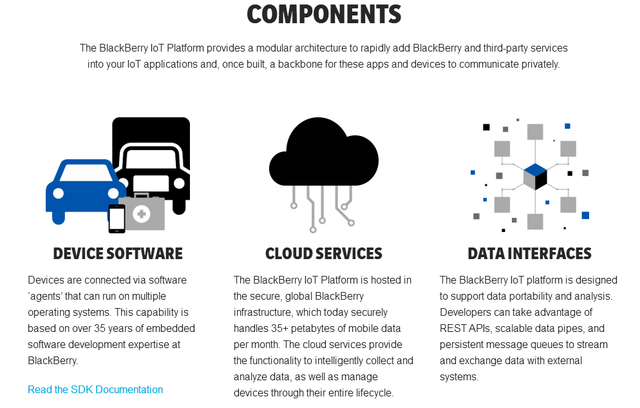 COMPONENTS
The BlackBerry IoT Platform provides a modular architecture to rapidly add BlackBerry and third-party services
into your IoT applications and, once built, a backbone for these apps and devices to communicate privately.
DEVICE SOFTWARE
Devices are connected via software
'agents' that can run on multiple
operating systems. This capability is
based on over 35 years of embedded
software development expertise at
BlackBerry.
Read the SDK Documentation
CLOUD SERVICES
The BlackBerry IoT Platform is hosted in
the secure, global BlackBerry
infrastructure, which today securely
handles 35+ petabytes of mobile data
per month. The cloud services provide
the functionality to intelligently collect and
analyze data, as well as manage
devices through their entire lifecycle.
DATA INTERFACES
The BlackBerry IoT platform is designed
to support data portability and analysis.
Developers can take advantage of
REST APIs, scalable data pipes, and
persistent message queues to stream
and exchange data with external
systems.